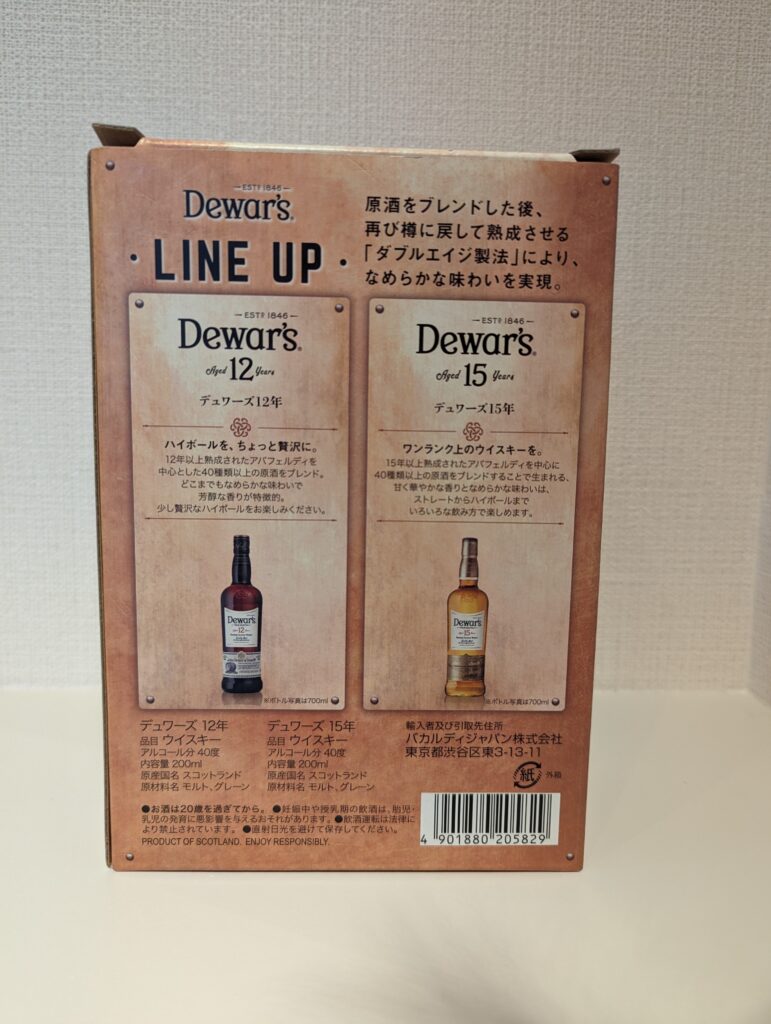 ESTD 1846
Dewar's®
・LINE UP・
原酒をブレンドした後、
再び樽に戻して熟成させる
「ダブルエイジ製法」により、
なめらかな味わいを実現。
ESTD 1846
Dewar's®
Aged 12 Years
デュワーズ12年
ハイボールを、ちょっと贅沢に。
12年以上熟成されたアバフェルディを
中心とした40種類以上の原酒をブレンド。
どこまでもなめらかな味わいで
芳醇な香りが特徴的。
少し贅沢なハイボールをお楽しみください。
Dewar's
12
※ボトル写真は700ml
ESTD 1846
Dewar's®
Aged 15 Years
デュワーズ15年
ワンランク上のウイスキーを。
15年以上熟成されたアバフェルディを中心に
40種類以上の原酒をブレンドすることで生まれる、
甘く華やかな香りとなめらかな味わいは、
ストレートからハイボールまで
いろいろな飲み方で楽しめます。
Dewar's
15
※ボトル写真は700ml
デュワーズ 12年
品目 ウイスキー
アルコール分 40度
内容量 200ml
原産国名 スコットランド
原材料名 モルト、グレーン
デュワーズ 15年
品目 ウイスキー
アルコール分 40度
内容量 200ml
原産国名 スコットランド
原材料名 モルト、グレーン
輸入者及び引取先住所
バカルディジャパン株式会社
東京都渋谷区東3-13-11
紙 外箱
●お酒は20歳を過ぎてから。●妊娠中や授乳期の飲酒は、胎児・
乳児の発育に悪影響を与えるおそれがあります。●飲酒運転は法律に
より禁止されています。●直射日光を避けて保存してください。
PRODUCT OF SCOTLAND. ENJOY RESPONSIBLY.
4 901880 205829